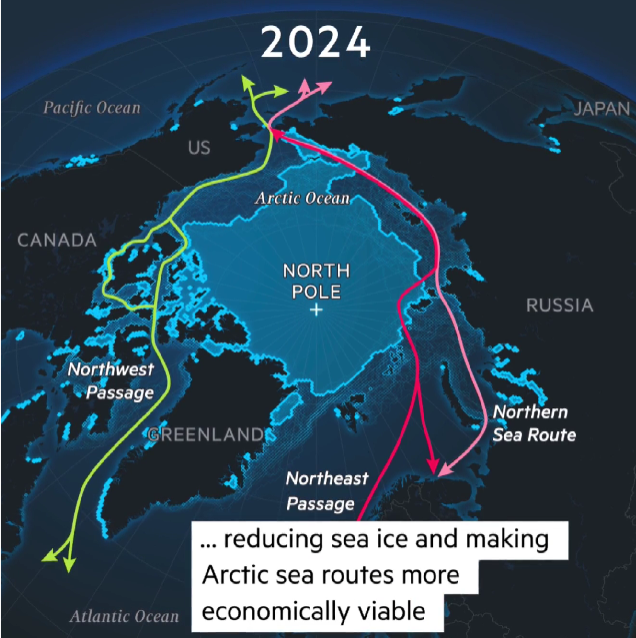 2024
Pacific Ocean
JAPAN
US
Arctic Ocean
CANADA
NORTH
POLE
RUSSIA
Northwest
Passage
Northern
Sea Route
GREENLAND
Northeast
Passage
... reducing sea ice and making
Arctic sea routes more
economically viable
Atlantic Ocean